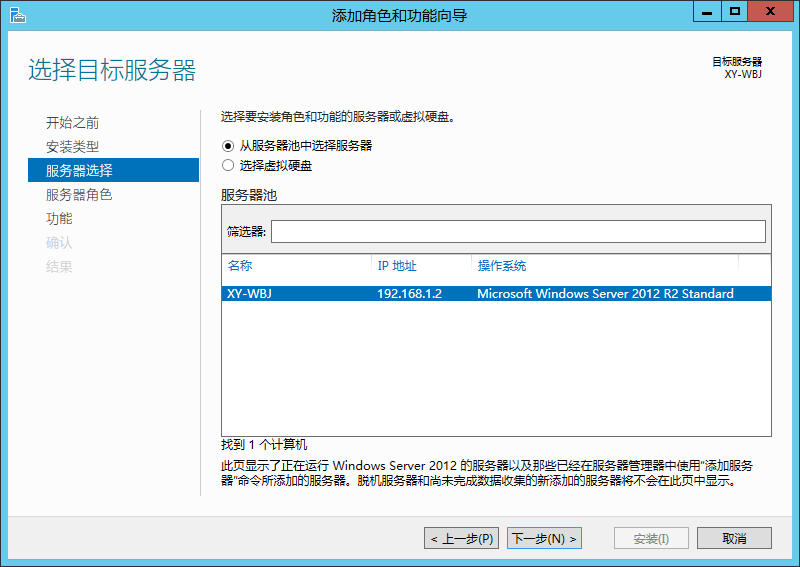 添加角色和功能向导
选择目标服务器
目标服务器
XY-WBJ
开始之前
安装类型
服务器选择
服务器角色
功能
确认
结果
选择要安装角色和功能的服务器或虚拟硬盘。
从服务器池中选择服务器
选择虚拟硬盘
服务器池
筛选器:
名称 IP 地址 操作系统
XY-WBJ 192.168.1.2 Microsoft Windows Server 2012 R2 Standard
找到 1 个计算机
此页显示了正在运行 Windows Server 2012 的服务器以及那些已经在服务器管理器中使用"添加服务
器"命令所添加的服务器。脱机服务器和尚未完成数据收集的新添加的服务器将不会在此页中显示。
< 上一步(P) 下一步(N) > 安装(I) 取消